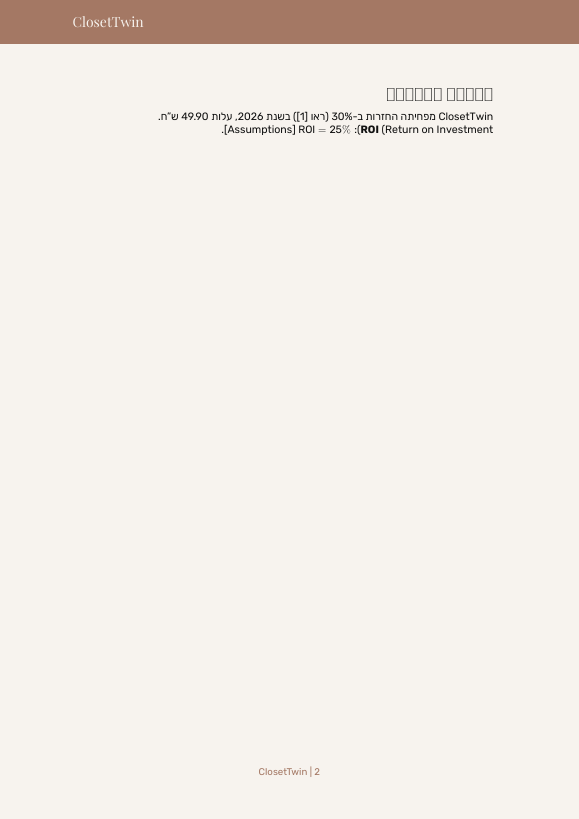 ClosetTwin
ClosetTwin מפחיתה החזרות ב-30% (ראו [1]) בשנת 2026, עלות 49.90 ש"ח.
ROI (Return on Investment): 25% = ROI [Assumptions].
ClosetTwin | 2